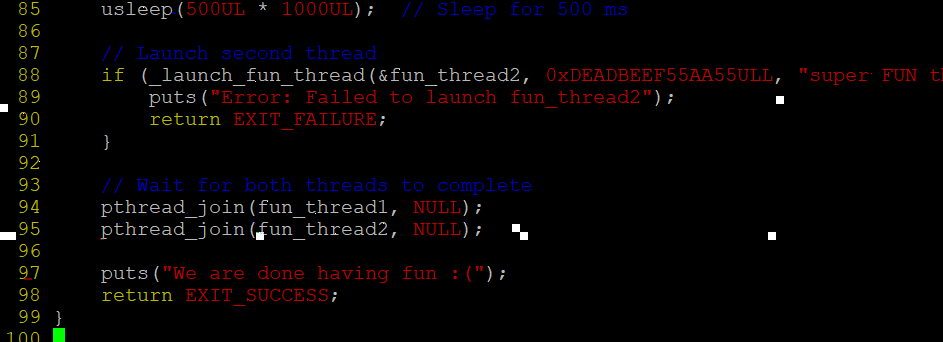 85     usleep(500UL * 1000UL);  // Sleep for 500 ms
86
87     // Launch second thread
88     if (_launch_fun_thread(&fun_thread2, 0xDEADBEEF55AA55ULL, "super FUN th
89         puts("Error: Failed to launch fun_thread2");
90         return EXIT_FAILURE;
91     }
92
93     // Wait for both threads to complete
94     pthread_join(fun_thread1, NULL);
95     pthread_join(fun_thread2, NULL);
96
97     puts("We are done having fun :(");
98     return EXIT_SUCCESS;
99 }
100